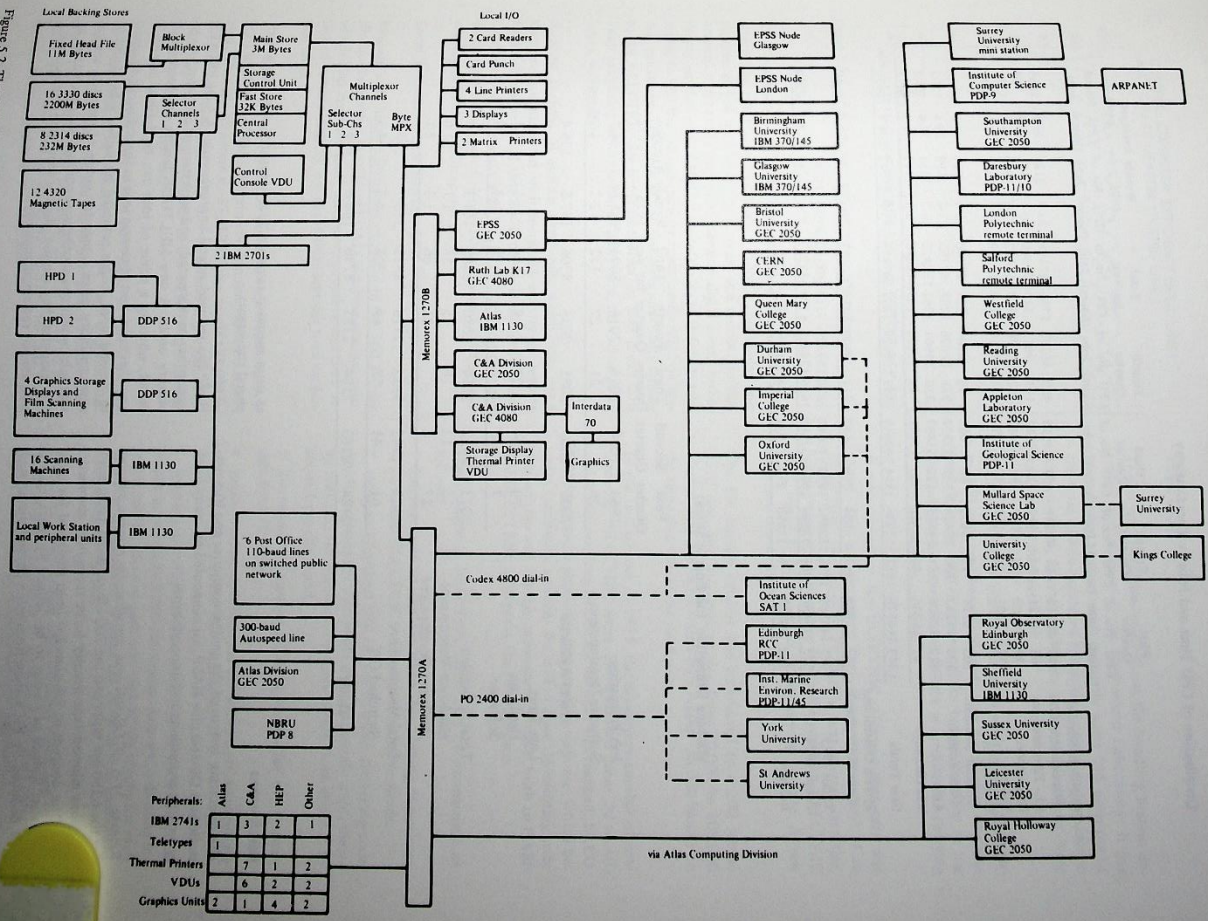 Figure 5.2
Local Backing Stores
Fixed Head File
11M Bytes
16 3330 discs
2200M Bytes
8 2314 discs
232M Bytes
12 4320
Magnetic Tapes
Block
Multiplexor
Selector
Channels
1 2 3
Main Store
3M Bytes
Storage
Control Unit
Fast Store
32K Bytes
Central
Processor
Control
Console VDU
Multiplexor
Channels
Selector
Sub-Chs
1 2 3
Byte
MPX
2 IBM 2701s
HPD 1
HPD 2
DDP 516
4 Graphics Storage
Displays and
Film Scanning
Machines
DDP 516
16 Scanning
Machines
IBM 1130
Local Work Station
and peripheral units
IBM 1130
Local I/O
2 Card Readers
Card Punch
4 Line Printers
3 Displays
2 Matrix Printers
Memorex 1270B
EPSS
GEC 2050
Ruth Lab K17
GEC 4080
Atlas
IBM 1130
C&A Division
GEC 2050
C&A Division
GEC 4080
Interdata
70
Storage Display
Thermal Printer
VDU
Graphics
EPSS Node
Glasgow
EPSS Node
London
Birmingham
University
IBM 370/145
Glasgow
University
IBM 370/145
Bristol
University
GEC 2050
CERN
GEC 2050
Queen Mary
College
GEC 2050
Durham
University
GEC 2050
Imperial
College
GEC 2050
Oxford
University
GEC 2050
Surrey
University
mini station
Institute of
Computer Science
PDP-9
ARPANET
Southampton
University
GEC 2050
Daresbury
Laboratory
PDP-11/10
London
Polytechnic
remote terminal
Salford
Polytechnic
remote terminal
Westfield
College
GEC 2050
Reading
University
GEC 2050
Appleton
Laboratory
GEC 2050
Institute of
Geological Science
PDP-11
Mullard Space
Science Lab
GEC 2050
Surrey
University
University
College
GEC 2050
Kings College
6 Post Office
110-baud lines
on switched public
network
300-baud
Autospeed line
Atlas Division
GEC 2050
NBRU
PDP 8
Memorex 1270A
Codex 4800 dial-in
Institute of
Ocean Sciences
SAT 1
PO 2400 dial-in
Edinburgh
RCC
PDP-11
Inst. Marine
Environ. Research
PDP-11/45
York
University
St Andrews
University
Royal Observatory
Edinburgh
GEC 2050
Sheffield
University
IBM 1130
Sussex University
GEC 2050
Leicester
University
GEC 2050
Royal Holloway
College
GEC 2050
via Atlas Computing Division
Peripherals: Atlas C&A HEP Other
IBM 2741s 1 3 2 1
Teletypes 1
Thermal Printers 7 1 2
VDUs 6 2 2
Graphics Units 2 1 4 2